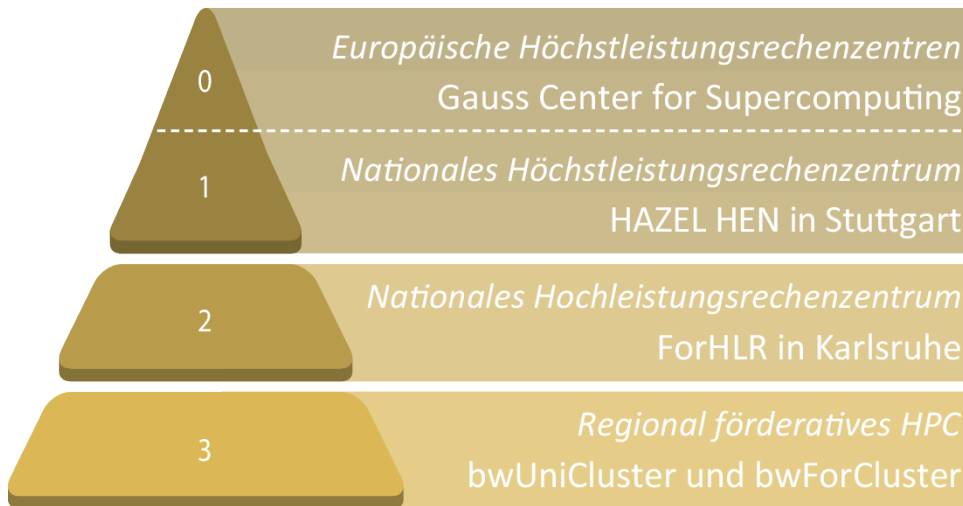 0
Europäische Höchstleistungsrechenzentren
Gauss Center for Supercomputing
1
Nationales Höchstleistungsrechenzentrum
HAZEL HEN in Stuttgart
2
Nationales Hochleistungsrechenzentrum
ForHLR in Karlsruhe
3
Regional förderatives HPC
bwUniCluster und bwForCluster